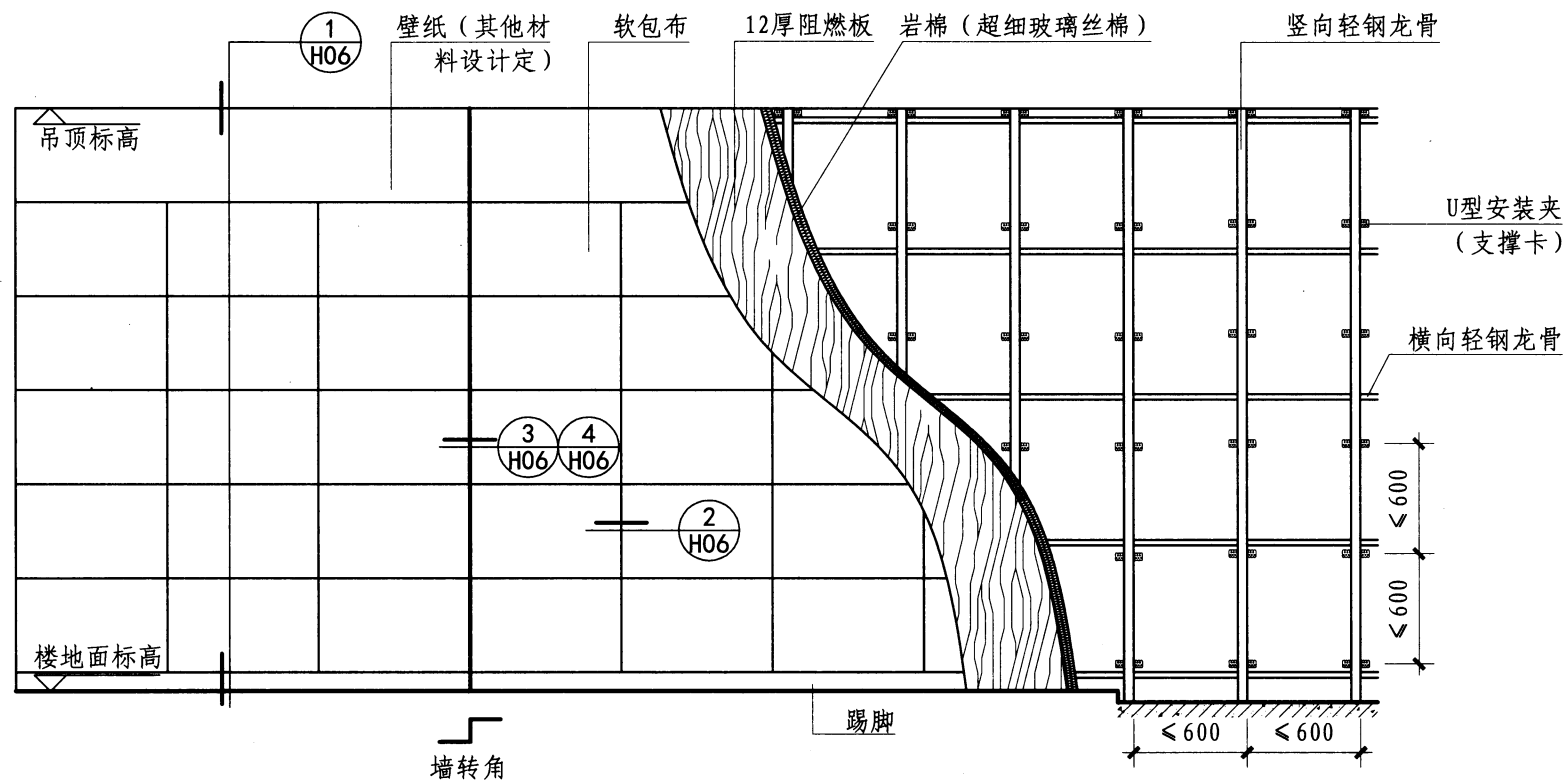 1
H06
壁纸（其他材
料设计定）
软包布
12厚阻燃板
岩棉（超细玻璃丝棉）
竖向轻钢龙骨
吊顶标高
U型安装夹
（支撑卡）
横向轻钢龙骨
3
H06
4
H06
2
H06
≤600
≤600
楼地面标高
踢脚
墙转角
≤600
≤600